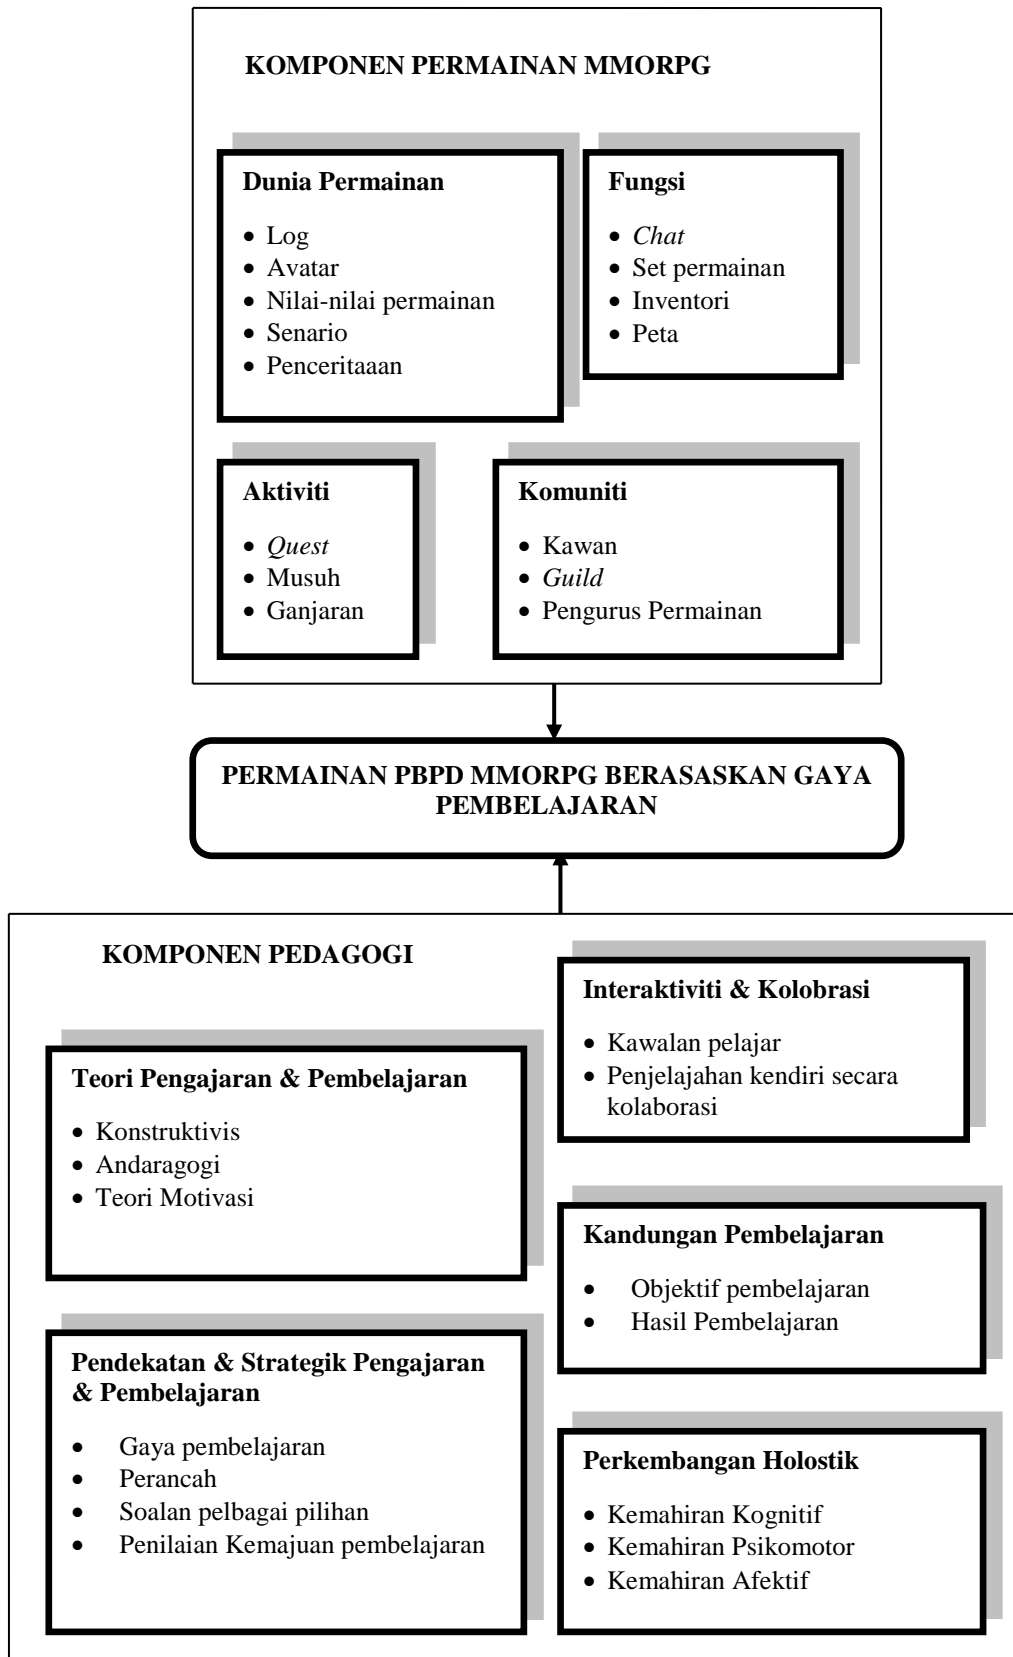 KOMPONEN PERMAINAN MMORPG
Dunia Permainan
• Log
• Avatar
• Nilai-nilai permainan
• Senario
• Penceritaaan
Fungsi
• Chat
• Set permainan
• Inventori
• Peta
Aktiviti
• Quest
• Musuh
• Ganjaran
Komuniti
• Kawan
• Guild
• Pengurus Permainan
PERMAINAN PBPD MMORPG BERASASKAN GAYA
PEMBELAJARAN
KOMPONEN PEDAGOGI
Teori Pengajaran & Pembelajaran
• Konstruktivis
• Andaragogi
• Teori Motivasi
Pendekatan & Strategik Pengajaran
& Pembelajaran
• Gaya pembelajaran
• Perancah
• Soalan pelbagai pilihan
• Penilaian Kemajuan pembelajaran
Interaktiviti & Kolobrasi
• Kawalan pelajar
• Penjelajahan kendiri secara
kolaborasi
Kandungan Pembelajaran
• Objektif pembelajaran
• Hasil Pembelajaran
Perkembangan Holostik
• Kemahiran Kognitif
• Kemahiran Psikomotor
• Kemahiran Afektif